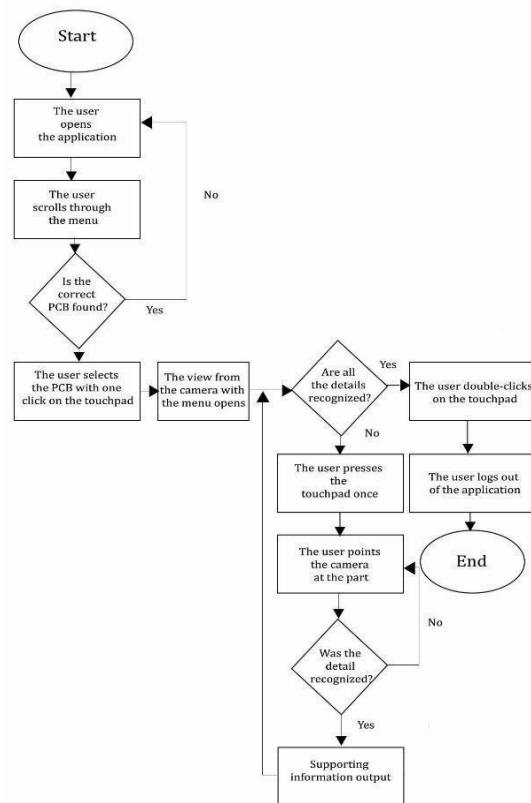 Start
The user
opens
the application
The user
scrolls through
the menu
No
Is the
correct
PCB found?
Yes
The user selects
the PCB with one
click on the touchpad
The view from
the camera with
the menu opens
Are all
the details
recognized?
Yes
The user double-clicks
on the touchpad
No
The user presses
the
touchpad once
The user logs out
of the application
The user points
the camera
at the part
End
No
Was the
detail
recognized?
Yes
Supporting
information output